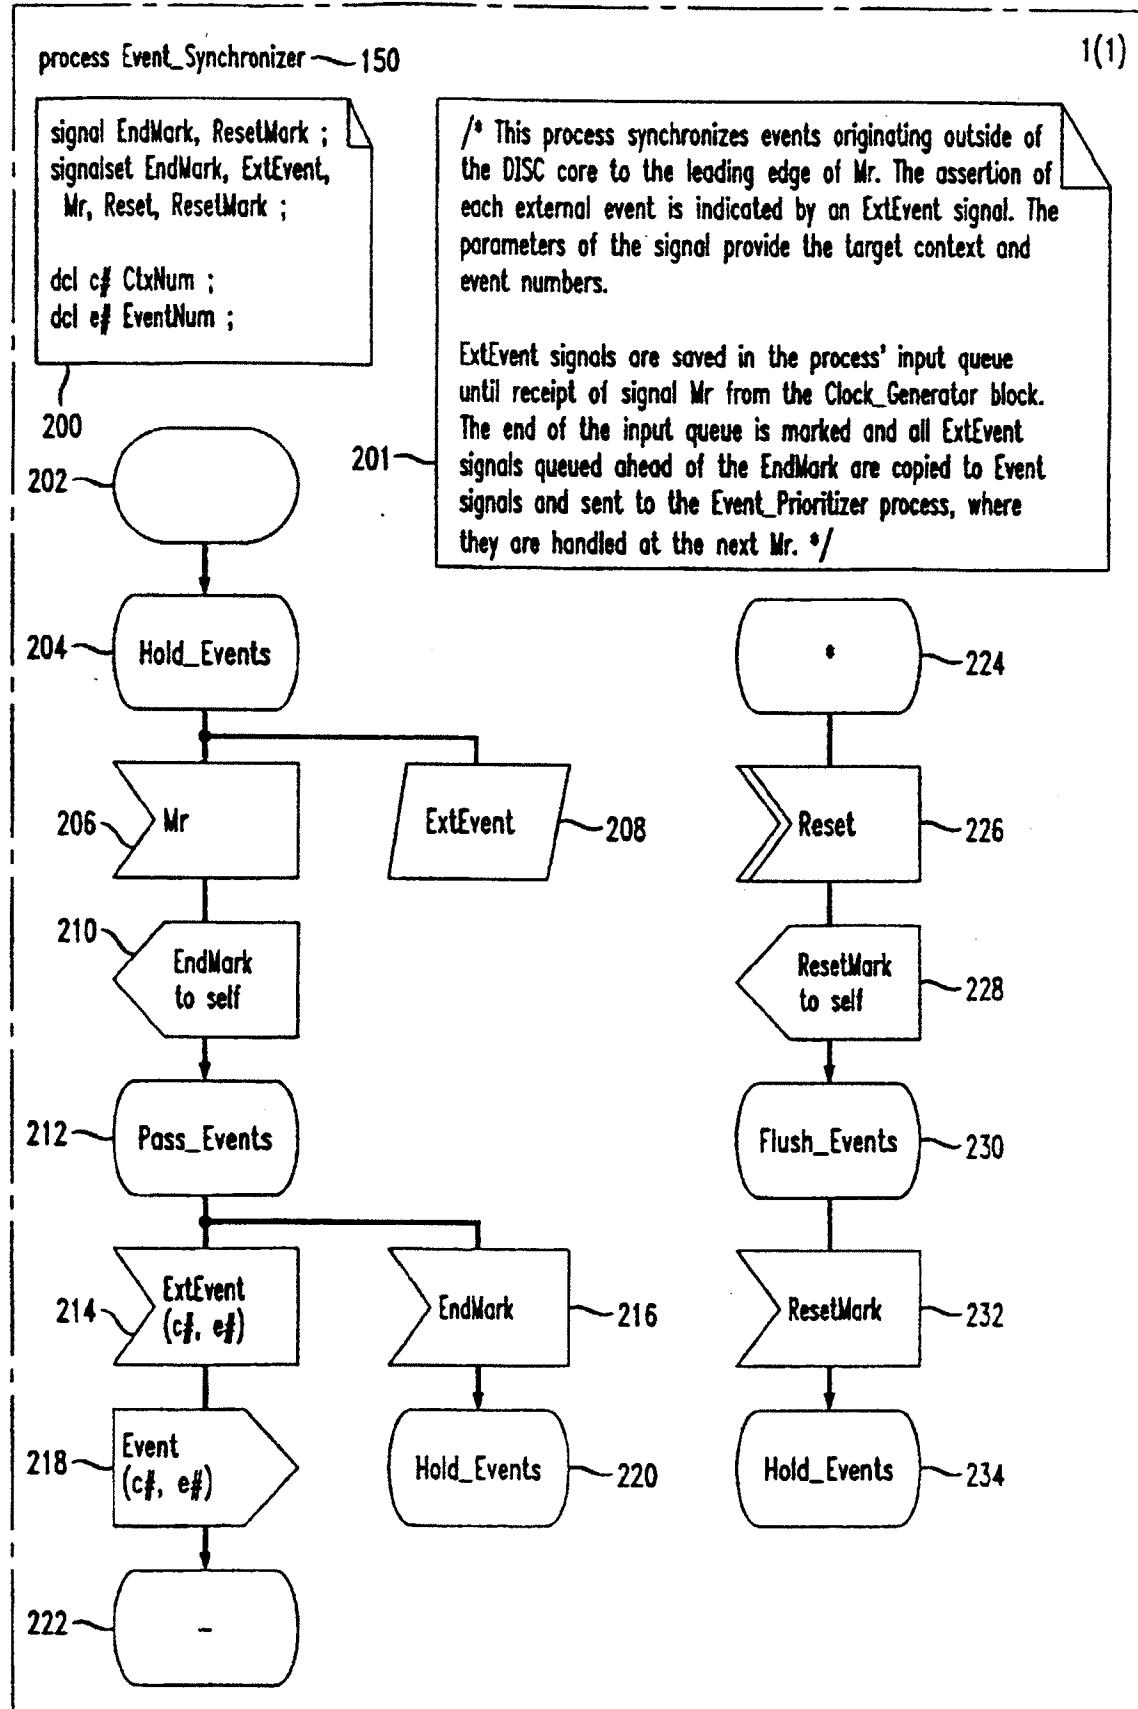 1(1)
process Event_Synchronizer 150
signal EndMark, ResetMark ;
signalset EndMark, ExtEvent,
Mr, Reset, ResetMark ;
dcl c# CtxNum ;
dcl e# EventNum ;
200
/* This process synchronizes events originating outside of
the DISC core to the leading edge of Mr. The assertion of
each external event is indicated by an ExtEvent signal. The
parameters of the signal provide the target context and
event numbers.
ExtEvent signals are saved in the process' input queue
until receipt of signal Mr from the Clock_Generator block.
The end of the input queue is marked and all ExtEvent
signals queued ahead of the EndMark are copied to Event
signals and sent to the Event_Prioritizer process, where
they are handled at the next Mr. */
201
202
204
Hold_Events
*
224
206
Mr
ExtEvent
208
Reset
226
210
EndMark
to self
ResetMark
to self
228
212
Pass_Events
Flush_Events
230
214
ExtEvent
(c#, e#)
EndMark
216
ResetMark
232
218
Event
(c#, e#)
Hold_Events
220
Hold_Events
234
222
-